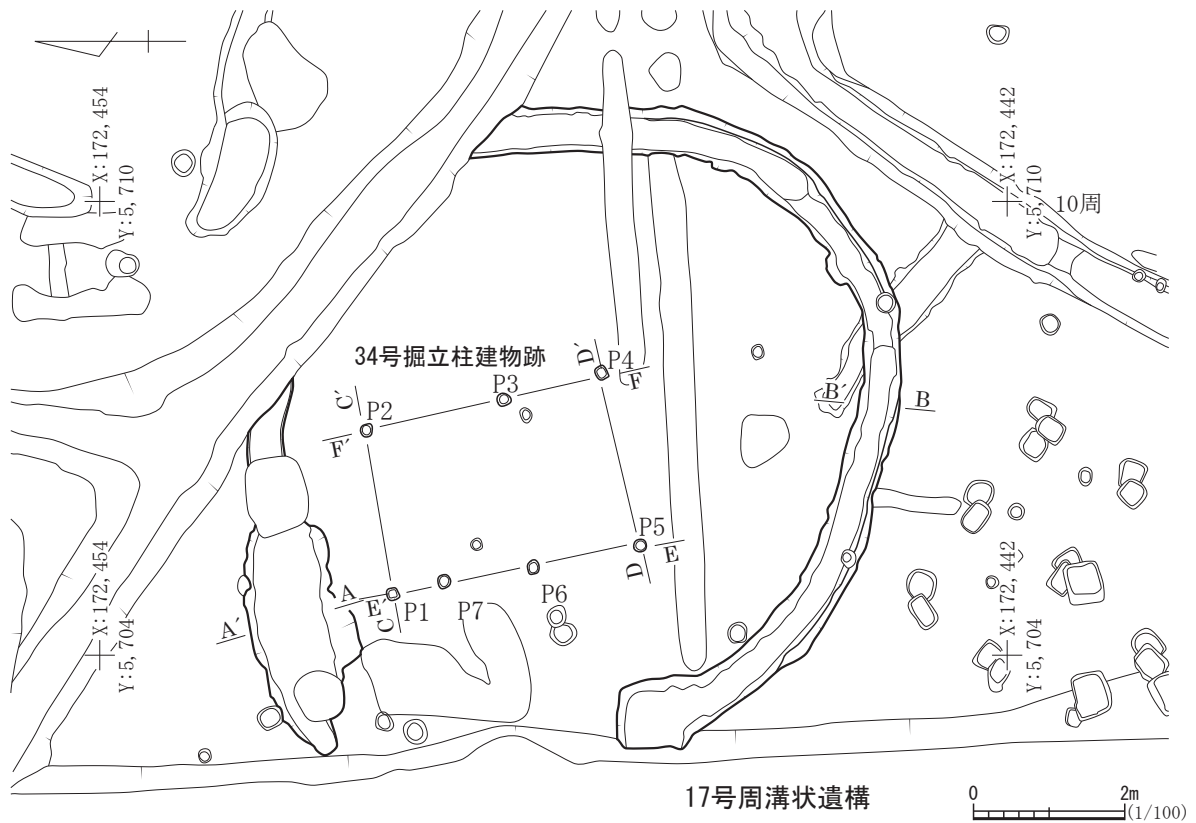 X:172,454
Y:5,710
X:172,442
Y:5,710
10周
34号掘立柱建物跡
D′
P4
F
P3
C′
P2
F′
B′
B
P5
E
D
A
E′
C
P1
P7
P6
A′
X:172,454
Y:5,704
X:172,442
Y:5,704
17号周溝状遺構
0
2m
(1/100)